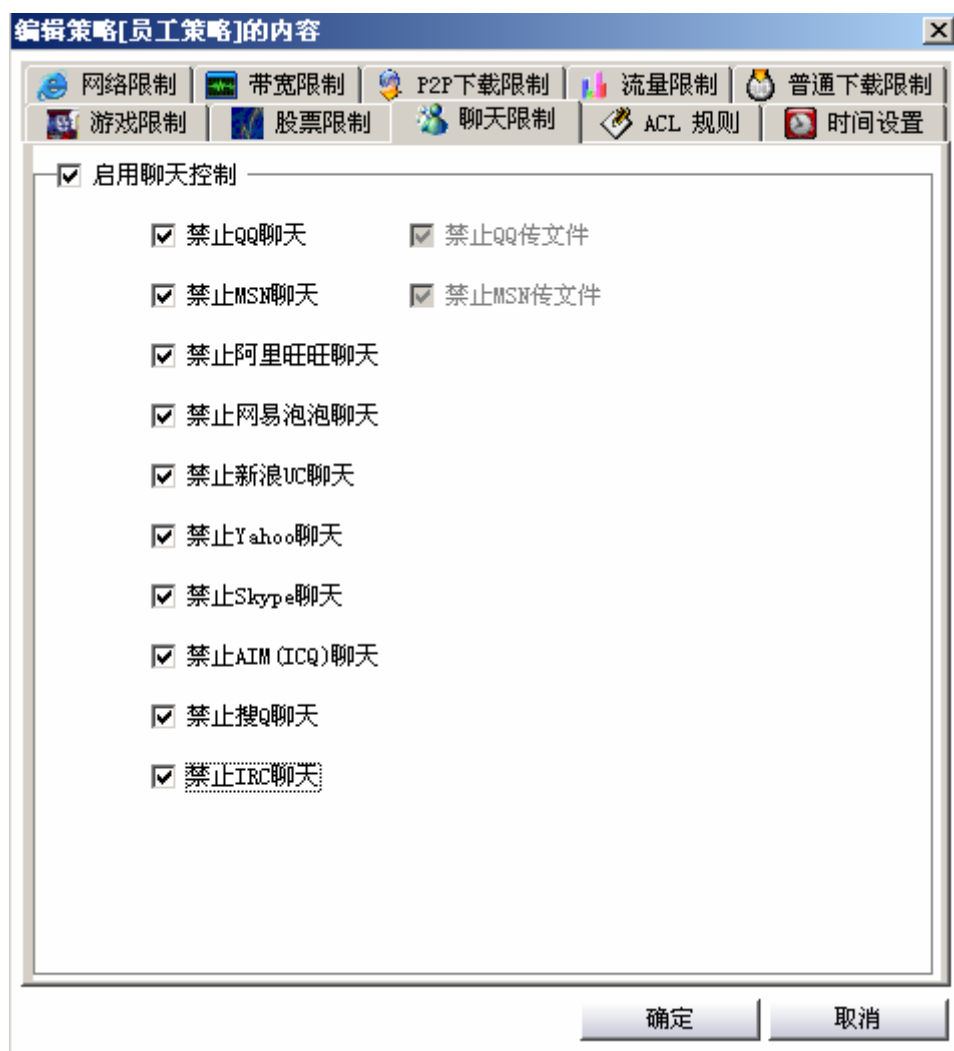 编辑策略[员工策略]的内容
网络限制 带宽限制 P2P下载限制 流量限制 普通下载限制
游戏限制 股票限制 聊天限制 ACL 规则 时间设置
启用聊天控制
禁止QQ聊天 禁止QQ传文件
禁止MSN聊天 禁止MSN传文件
禁止阿里旺旺聊天
禁止网易泡泡聊天
禁止新浪UC聊天
禁止Yahoo聊天
禁止Skype聊天
禁止AIM(ICQ)聊天
禁止搜Q聊天
禁止IRC聊天
确定 取消